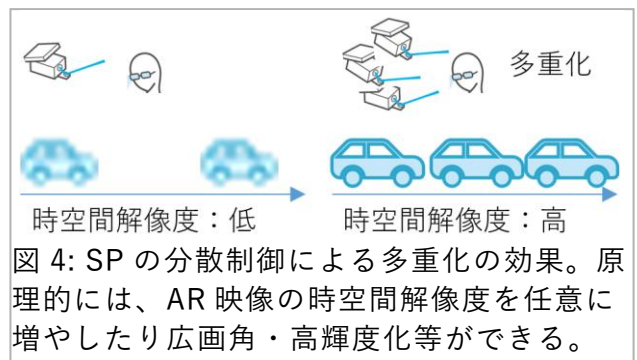 多重化
時空間解像度：低
時空間解像度：高
図 4: SP の分散制御による多重化の効果。原
理的には、AR 映像の時空間解像度を任意に
増やしたり広画角・高輝度化等ができる。